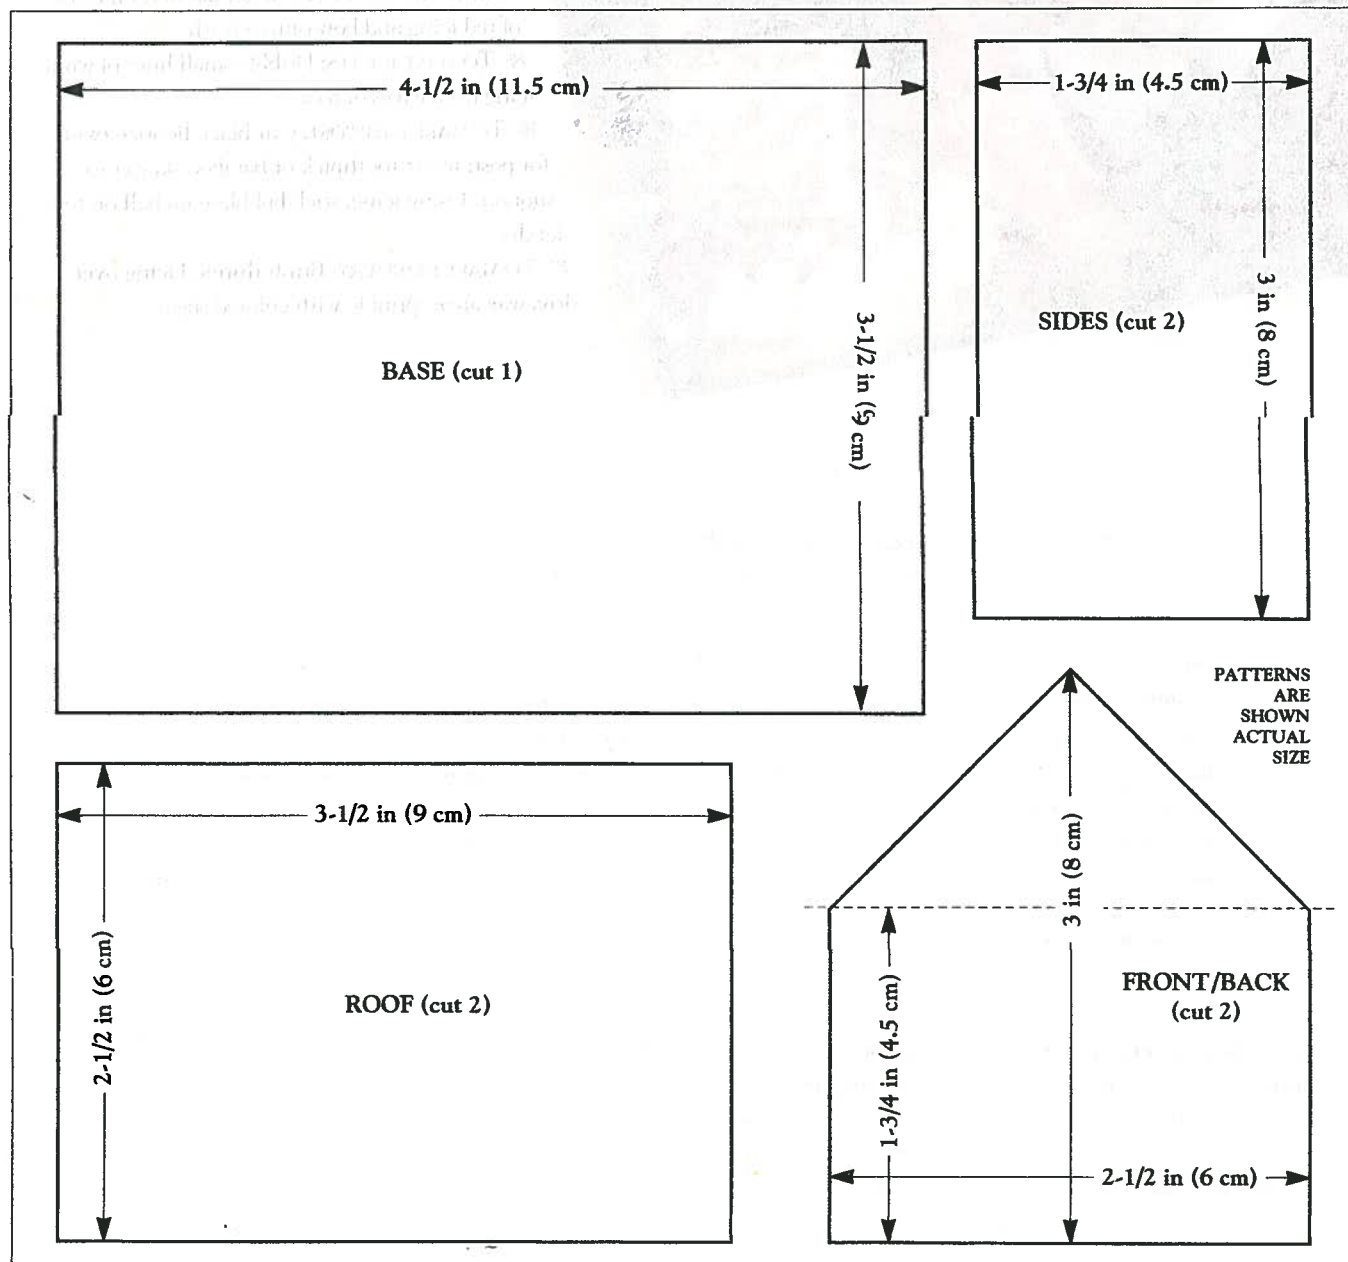 4-1/2 in (11.5 cm)
3-1/2 in (9 cm)
BASE (cut 1)
1-3/4 in (4.5 cm)
3 in (8 cm)
SIDES (cut 2)
PATTERNS
ARE
SHOWN
ACTUAL
SIZE
3-1/2 in (9 cm)
2-1/2 in (6 cm)
ROOF (cut 2)
3 in (8 cm)
1-3/4 in (4.5 cm)
FRONT/BACK
(cut 2)
2-1/2 in (6 cm)